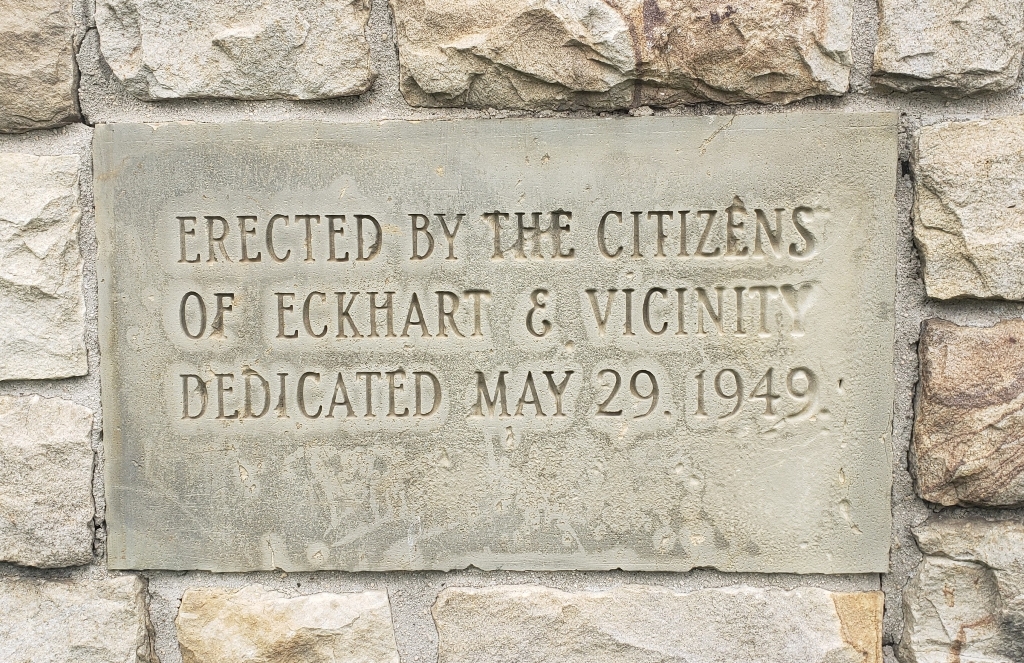 ERECTED BY THE CITIZENS
OF ECKHART & VICINITY
DEDICATED MAY 29. 1949.